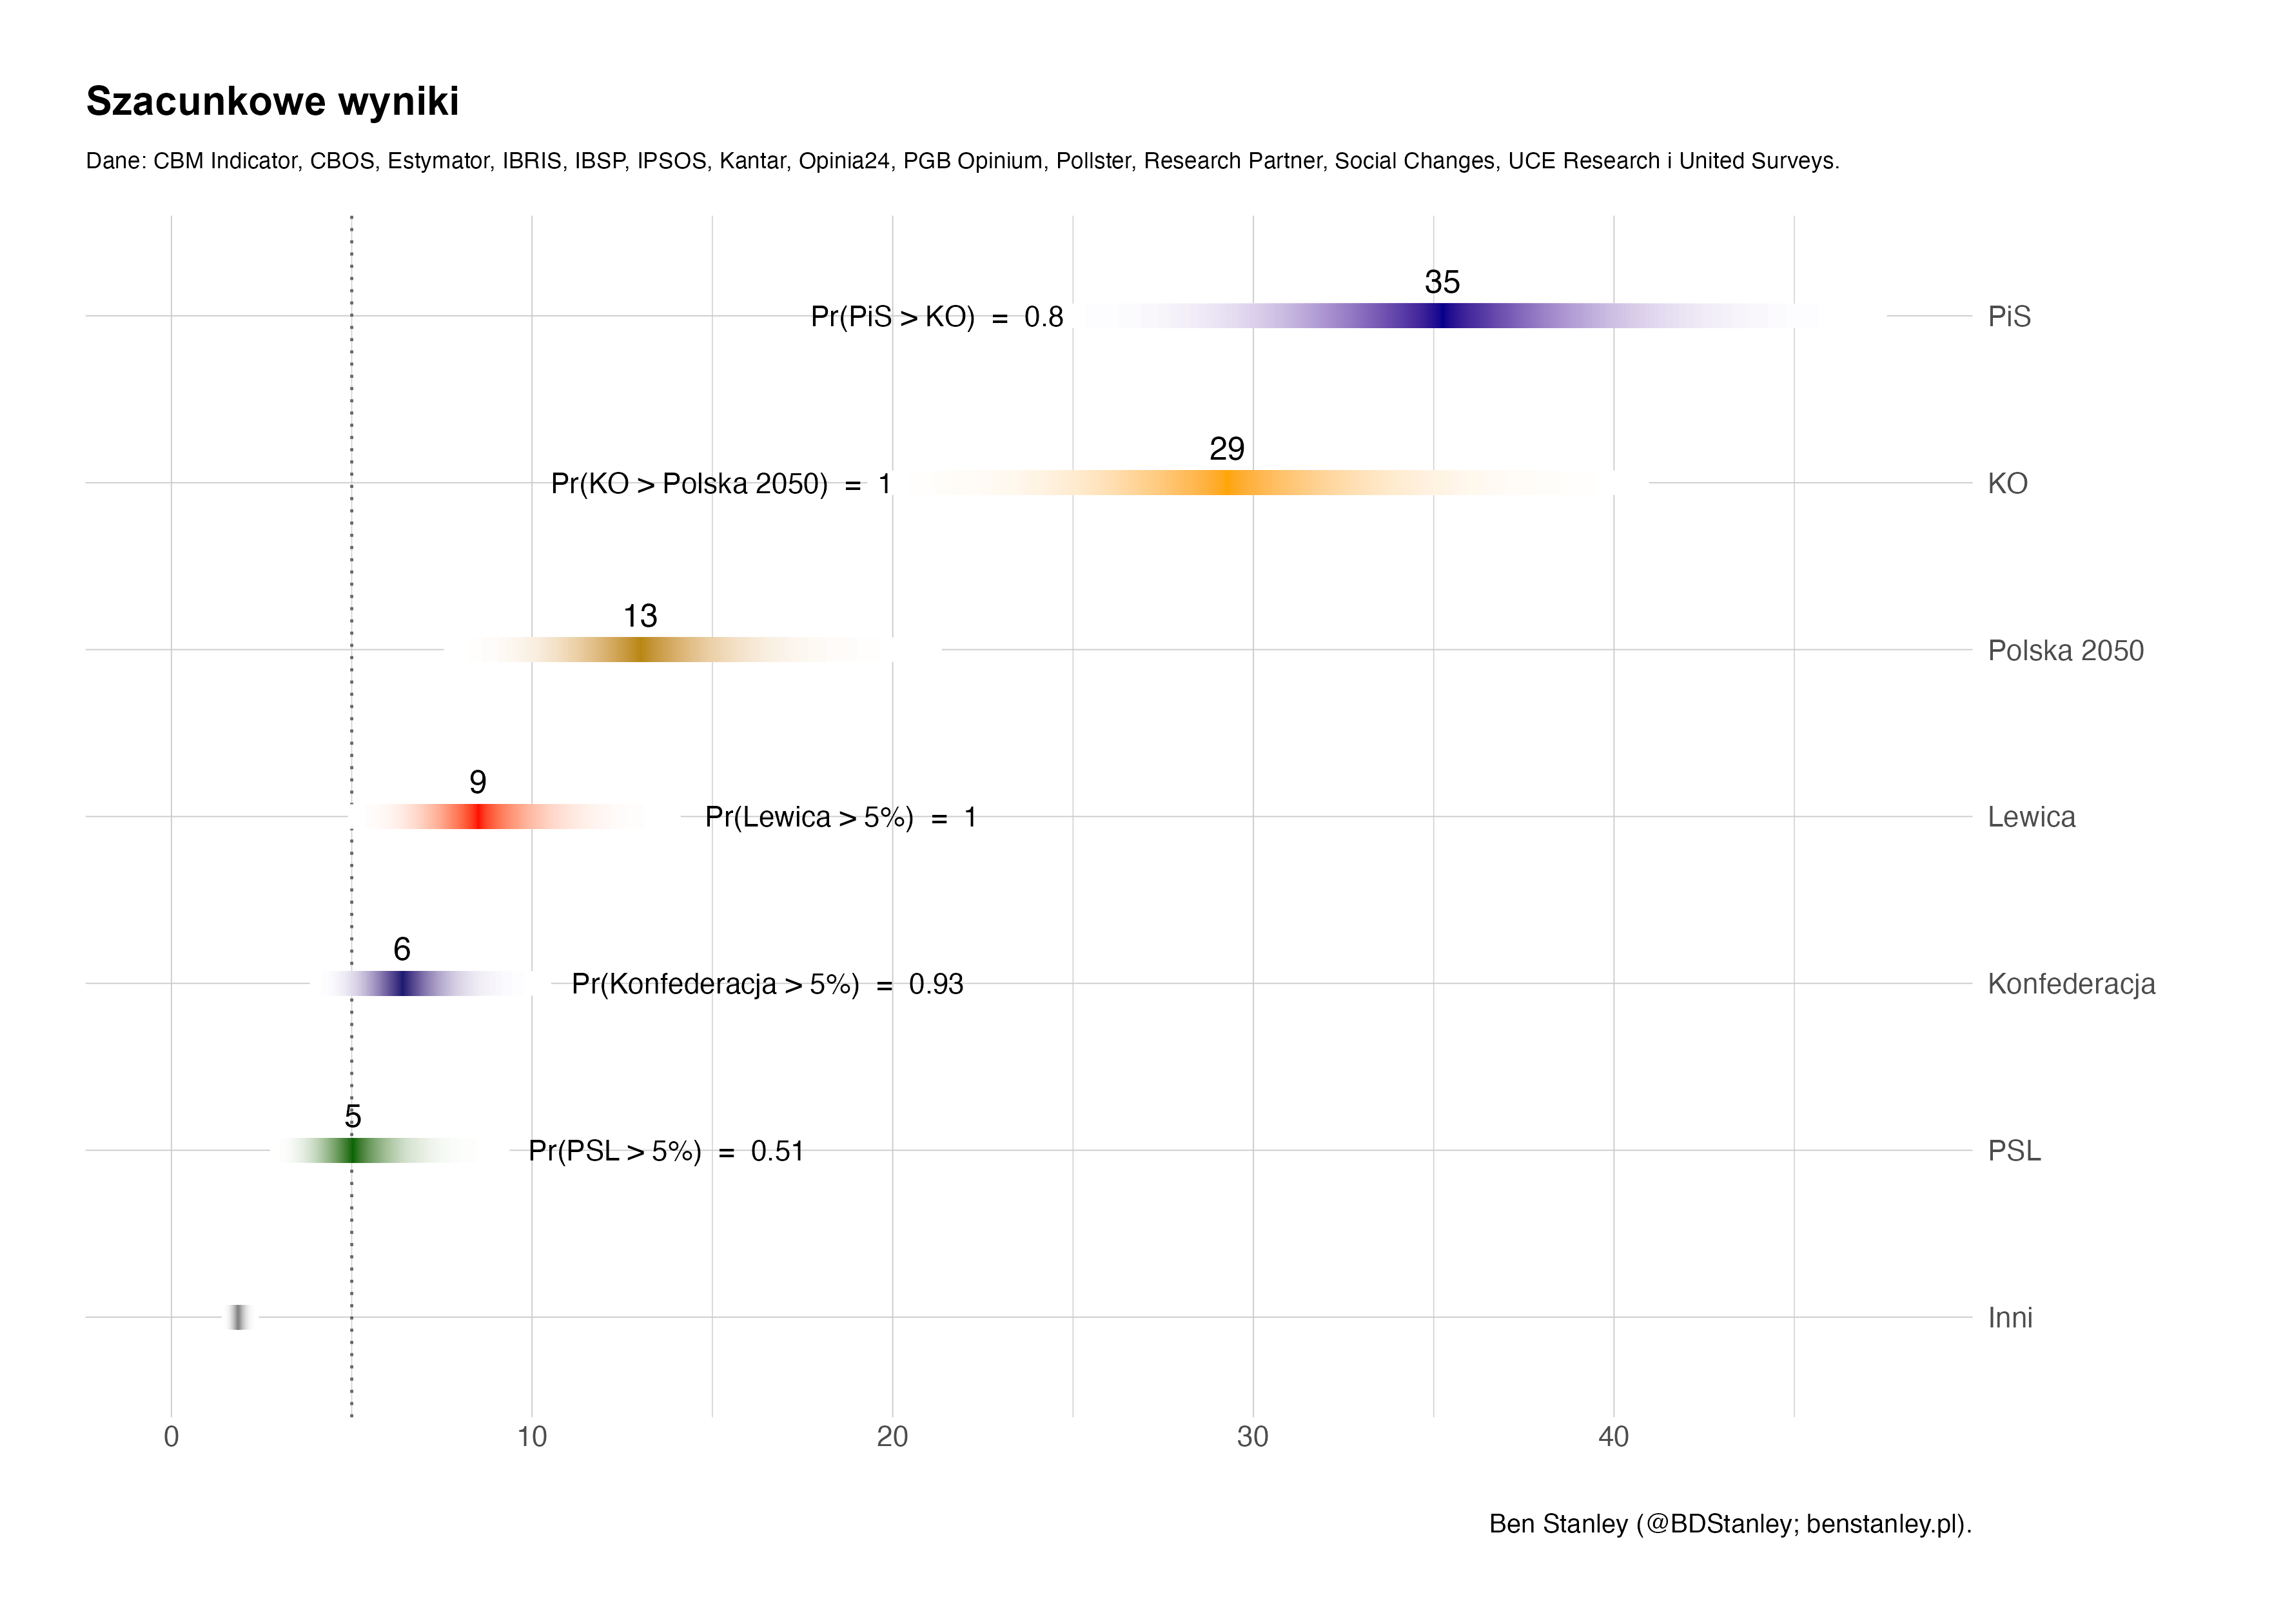 Szacunkowe wyniki
Dane: CBM Indicator, CBOS, Estymator, IBRIS, IBSP, IPSOS, Kantar, Opinia24, PGB Opinium, Pollster, Research Partner, Social Changes, UCE Research i United Surveys.
35
Pr(PiS > KO) = 0.8
PiS
29
Pr(KO > Polska 2050) = 1
KO
13
Polska 2050
9
Pr(Lewica > 5%) = 1
Lewica
6
Pr(Konfederacja > 5%) = 0.93
Konfederacja
5
Pr(PSL > 5%) = 0.51
PSL
Inni
0 10 20 30 40
Ben Stanley (@BDStanley; benstanley.pl).